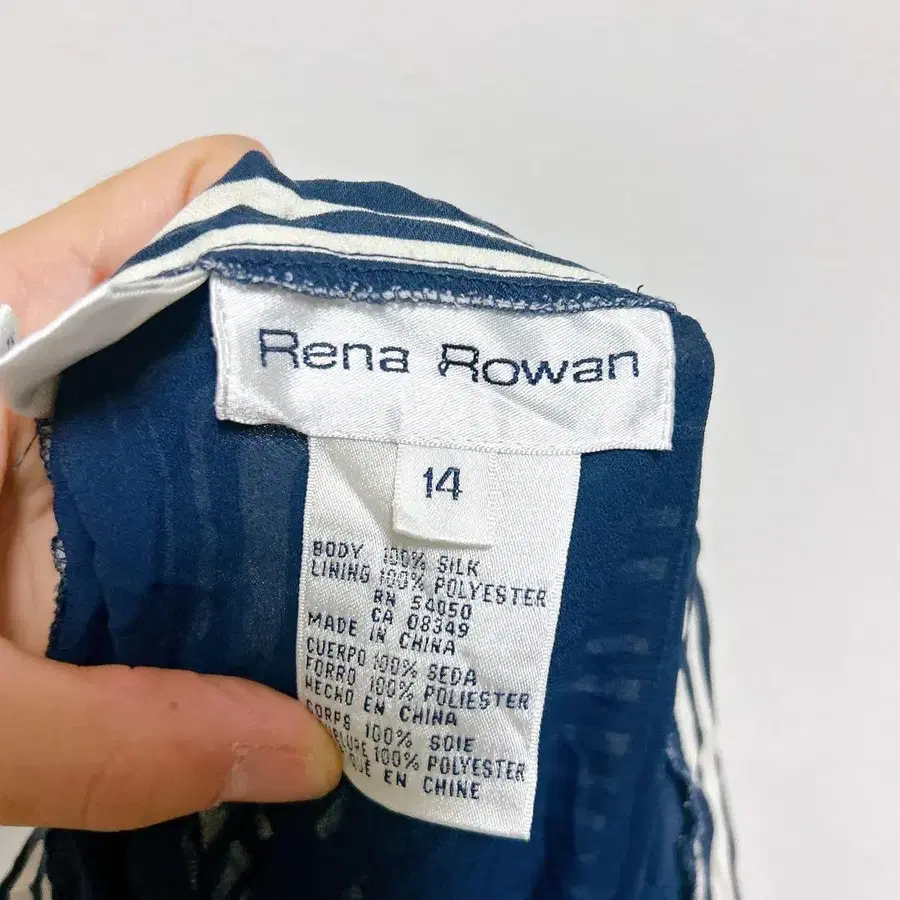 Rena Rowan
14
BODY 100% SILK
LINING 100% POLYESTER
RN 54050
CA 08349
MADE IN CHINA
CUERPO 100% SEDA
FORRO 100% POLIESTER
HECHO EN CHINA
CORPS 100% SOIE
100% POLYESTER
EN CHINE